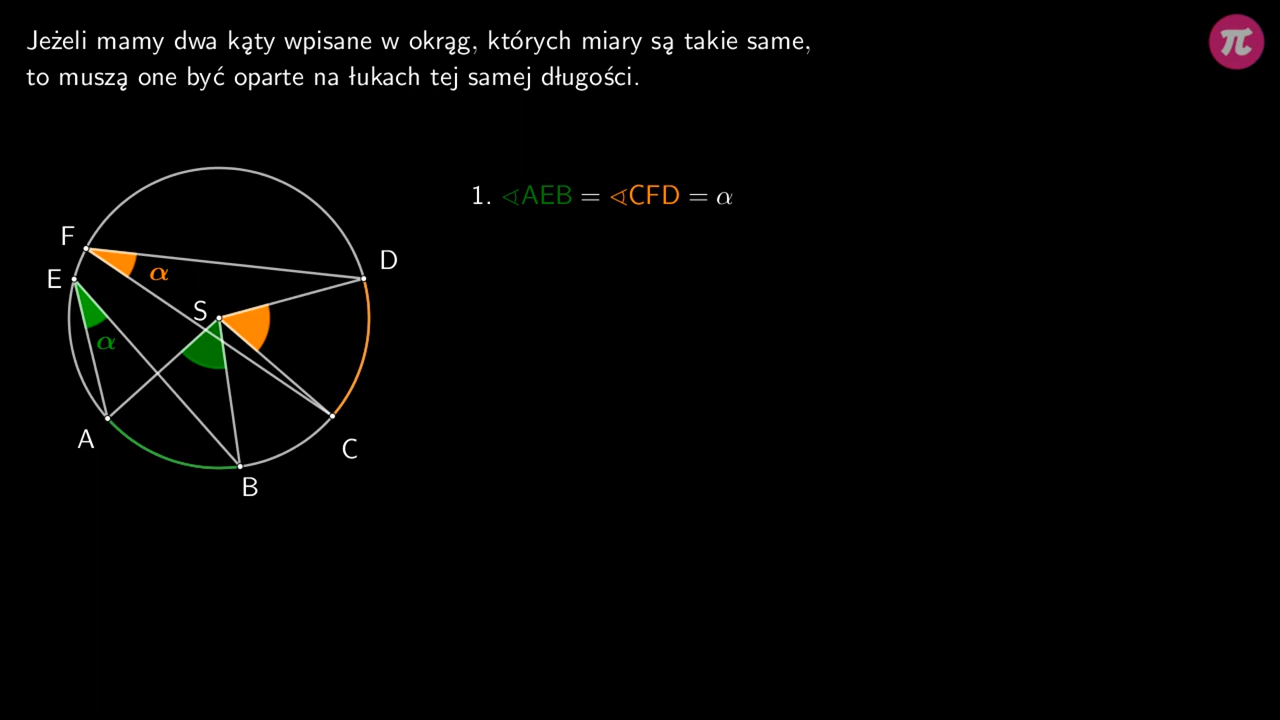 Jeżeli mamy dwa kąty wpisane w okrąg, których miary są takie same,
to muszą one być oparte na łukach tej samej długości.
π
1. ∢AEB = ∢CFD = α
F
D
E
α
S
α
A
C
B